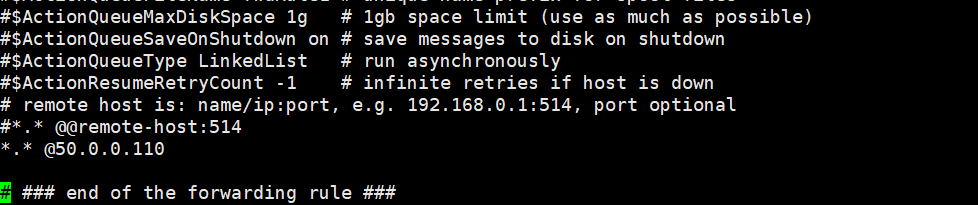 #$ActionQueueMaxDiskSpace 1g   # 1gb space limit (use as much as possible)
#$ActionQueueSaveOnShutdown on # save messages to disk on shutdown
#$ActionQueueType LinkedList   # run asynchronously
#$ActionResumeRetryCount -1    # infinite retries if host is down
# remote host is: name/ip:port, e.g. 192.168.0.1:514, port optional
#*.* @@remote-host:514
*.* @50.0.0.110
# ### end of the forwarding rule ###